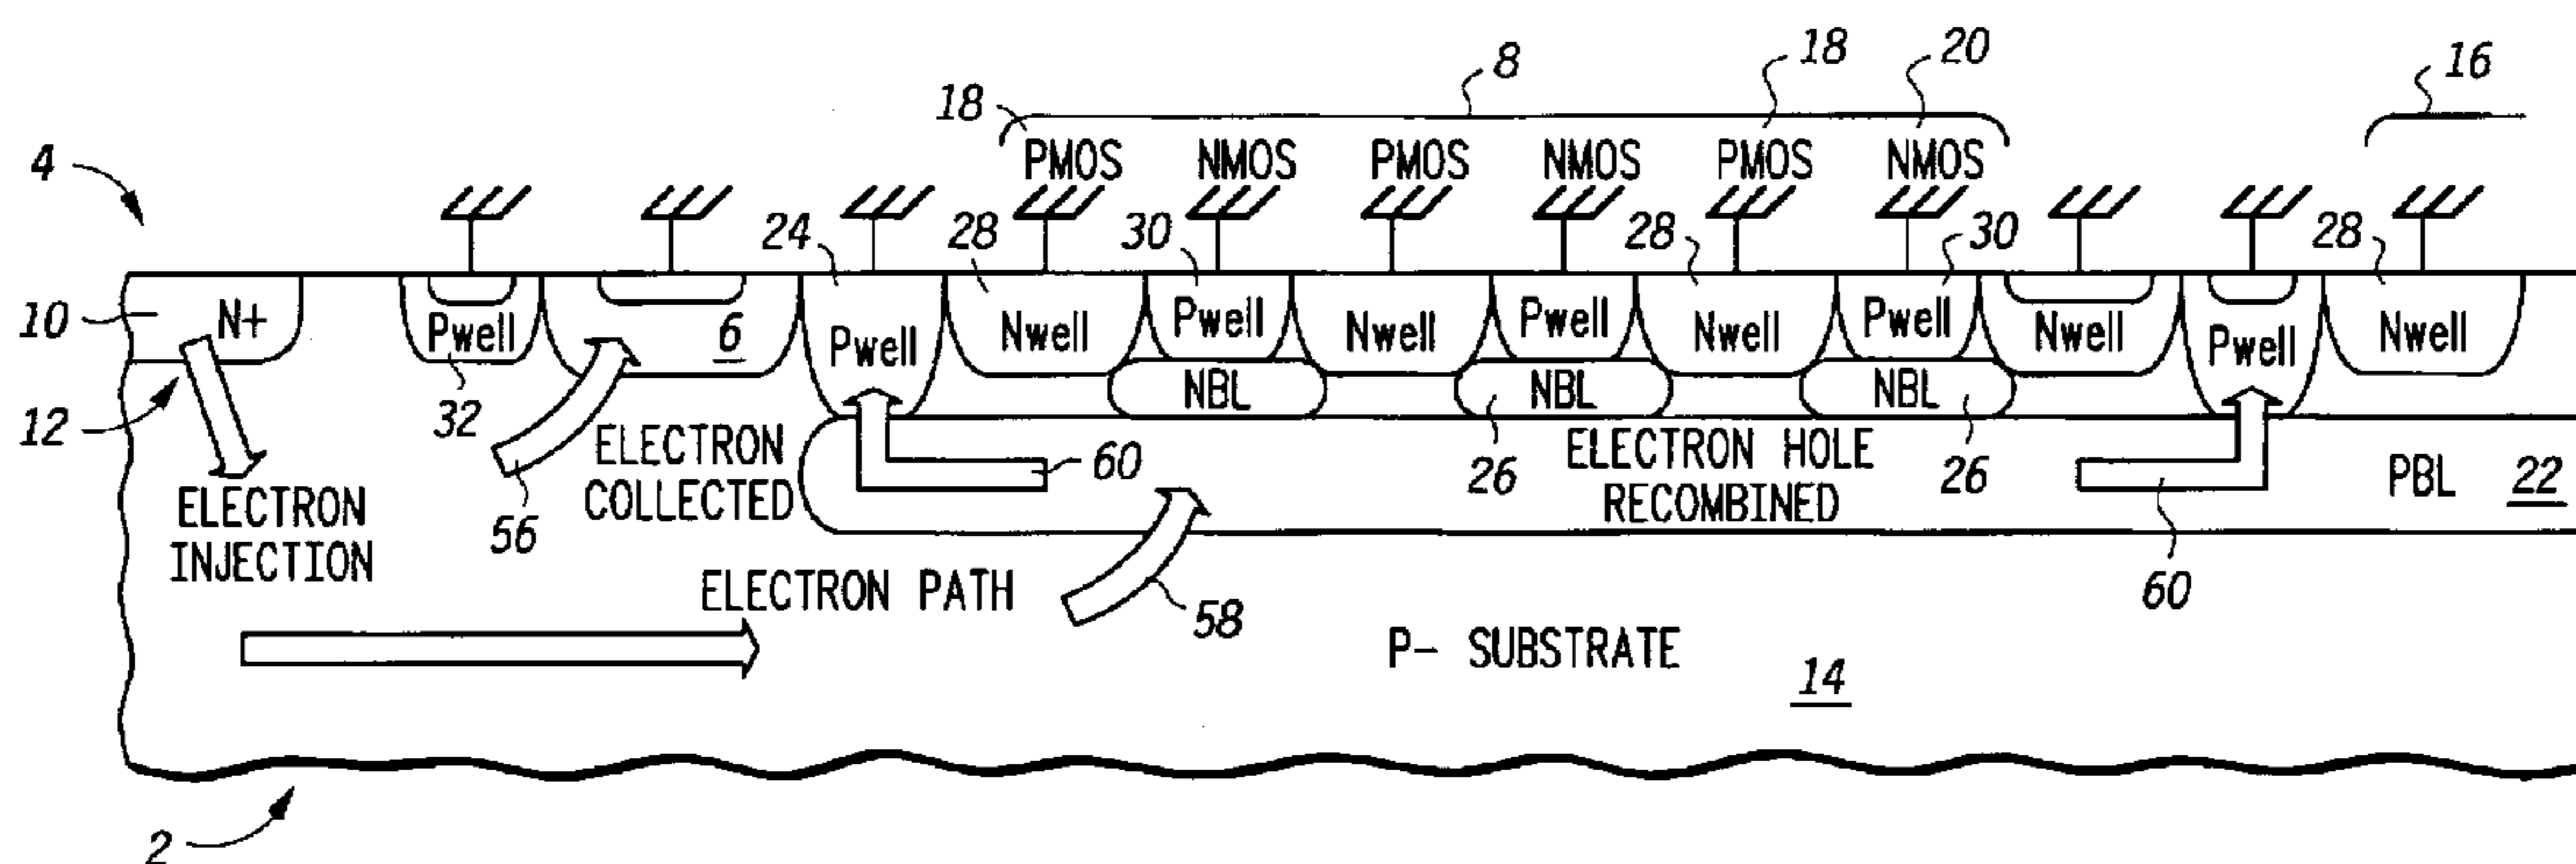 8
18
20
16
18
4
PMOS NMOS PMOS NMOS PMOS NMOS
24
28
30
28
30
28
10
N+
Pwell
6
Pwell
Nwell
Pwell
Nwell
Pwell
Nwell
Pwell
Nwell
Pwell
Nwell
12
32
NBL
NBL
NBL
ELECTRON
COLLECTED
60
26
ELECTRON HOLE
RECOMBINED
26
PBL
22
ELECTRON
INJECTION
56
ELECTRON PATH
58
60
P- SUBSTRATE
14
2